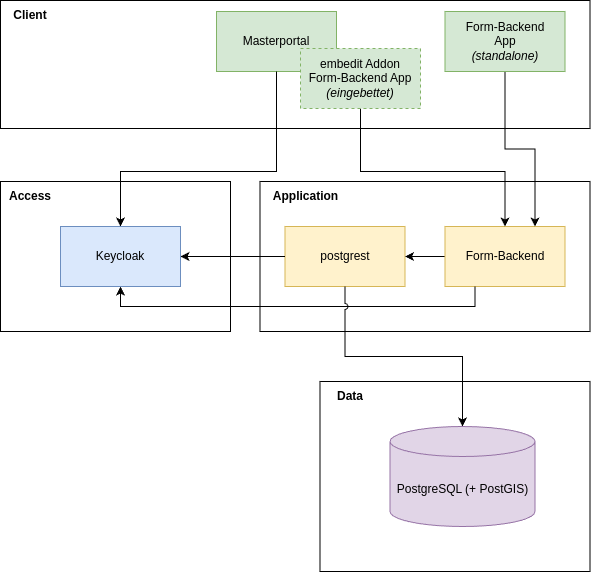 Client
Masterportal
embedit Addon
Form-Backend App
(eingebettet)
Form-Backend
App
(standalone)
Access
Keycloak
Application
postgrest
Form-Backend
Data
PostgreSQL (+ PostGIS)